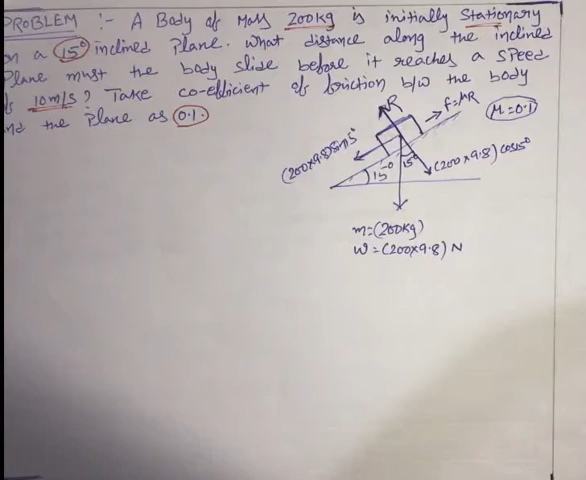 PROBLEM :- A Body of Mass 200kg is initially Stationary
on a 15° inclined Plane. What distance along the inclined
Plane must the body slide before it reaches a speed
of 10m/s? Take co-efficient of friction b/w the body
and the Plane as 0.1.
R
f=μR
μ=0.1
(200×9.8)Sin15°
15°
15°
(200×9.8) cos15°
m=(200kg)
W=(200×9.8) N